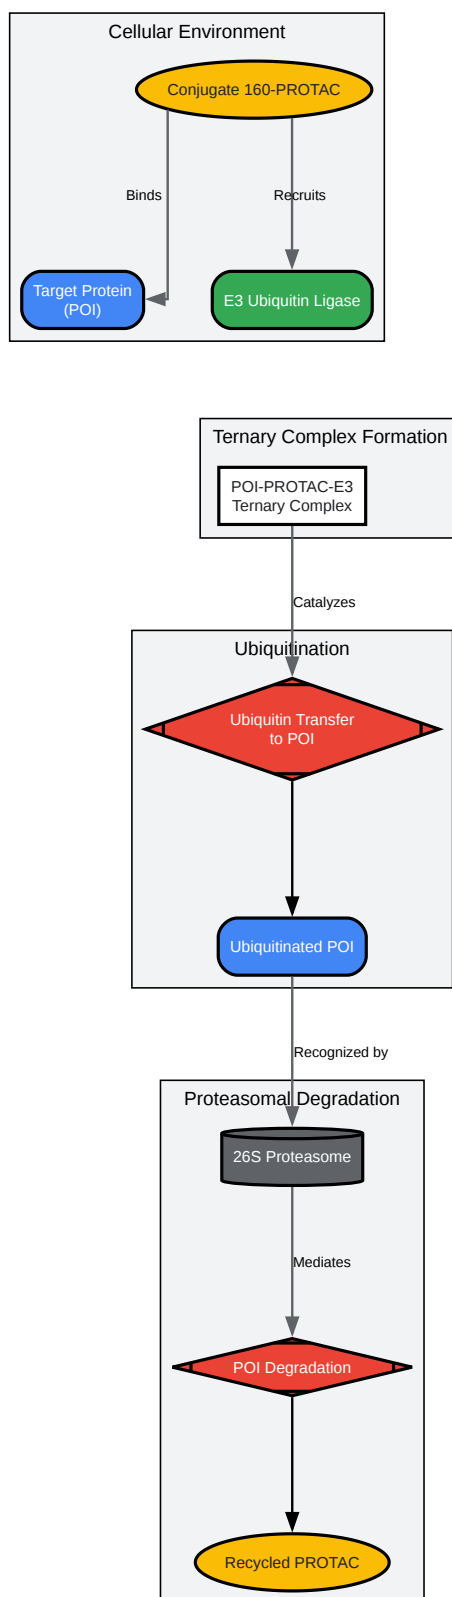 Cellular Environment
Conjugate 160-PROTAC
Binds
Recruits
Target Protein
(POI)
E3 Ubiquitin Ligase
Ternary Complex Formation
POI-PROTAC-E3
Ternary Complex
Catalyzes
Ubiquitination
Ubiquitin Transfer
to POI
Ubiquitinated POI
Recognized by
Proteasomal Degradation
26S Proteasome
Mediates
POI Degradation
Recycled PROTAC